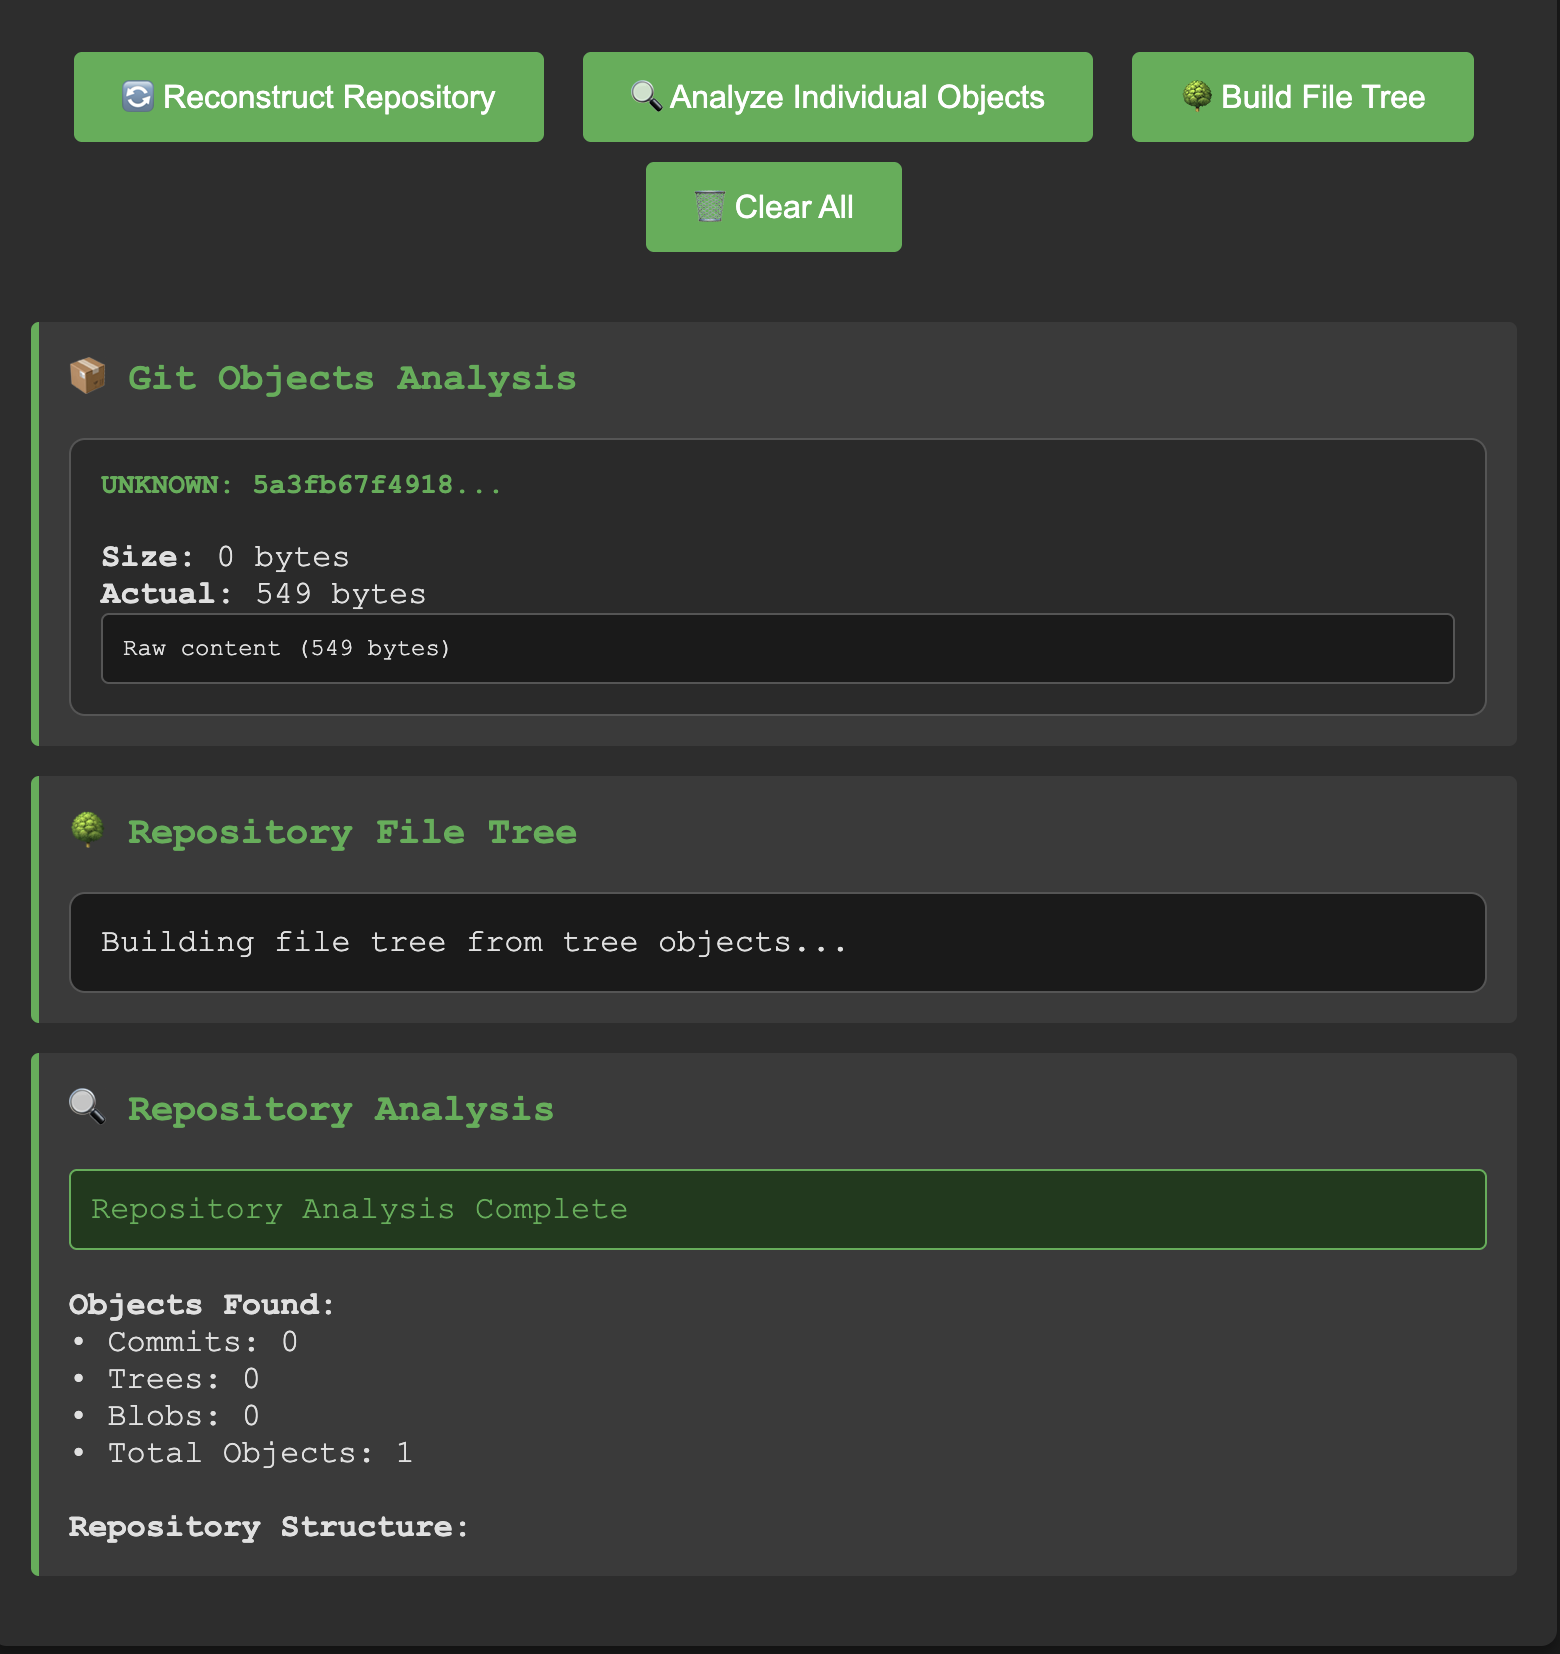 Reconstruct Repository
Analyze Individual Objects
Build File Tree
Clear All
Git Objects Analysis
UNKNOWN: 5a3fb67f4918...
Size: 0 bytes
Actual: 549 bytes
Raw content (549 bytes)
Repository File Tree
Building file tree from tree objects...
Repository Analysis
Repository Analysis Complete
Objects Found:
• Commits: 0
• Trees: 0
• Blobs: 0
• Total Objects: 1
Repository Structure: